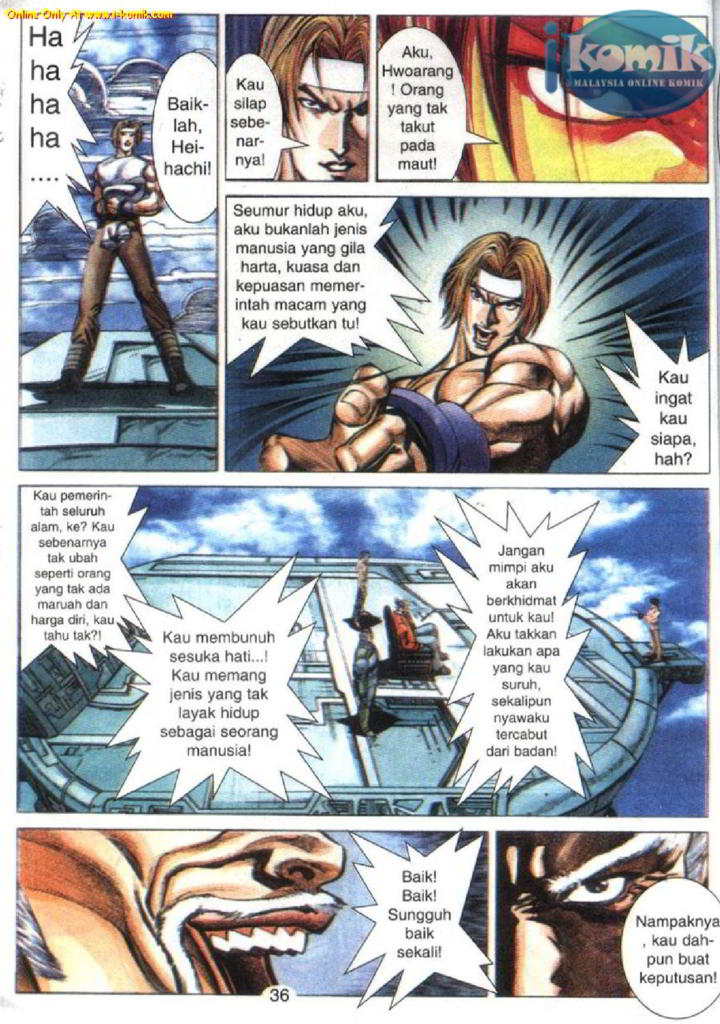 Online Only At www.i-komik.com
i komik
MALAYSIA ONLINE KOMIK
Ha
ha
ha
ha
....
Baik-
lah,
Hei-
hachi!
Kau
silap
sebe-
nar-
nya!
Aku,
Hwoarang
! Orang
yang tak
takut
pada
maut!
Seumur hidup aku,
aku bukanlah jenis
manusia yang gila
harta, kuasa dan
kepuasan memer-
intah macam yang
kau sebutkan tu!
Kau
ingat
kau
siapa,
hah?
Kau pemerin-
tah seluruh
alam, ke? Kau
sebenarnya
tak ubah
seperti orang
yang tak ada
maruah dan
harga diri, kau
tahu tak?!
Kau membunuh
sesuka hati...!
Kau memang
jenis yang tak
layak hidup
sebagai seorang
manusia!
Jangan
mimpi aku
akan
berkhidmat
untuk kau!
Aku takkan
lakukan apa
yang kau
suruh,
sekalipun
nyawaku
tercabut
dari badan!
Baik!
Baik!
Sungguh
baik
sekali!
Nampaknya
, kau dah-
pun buat
keputusan!
36